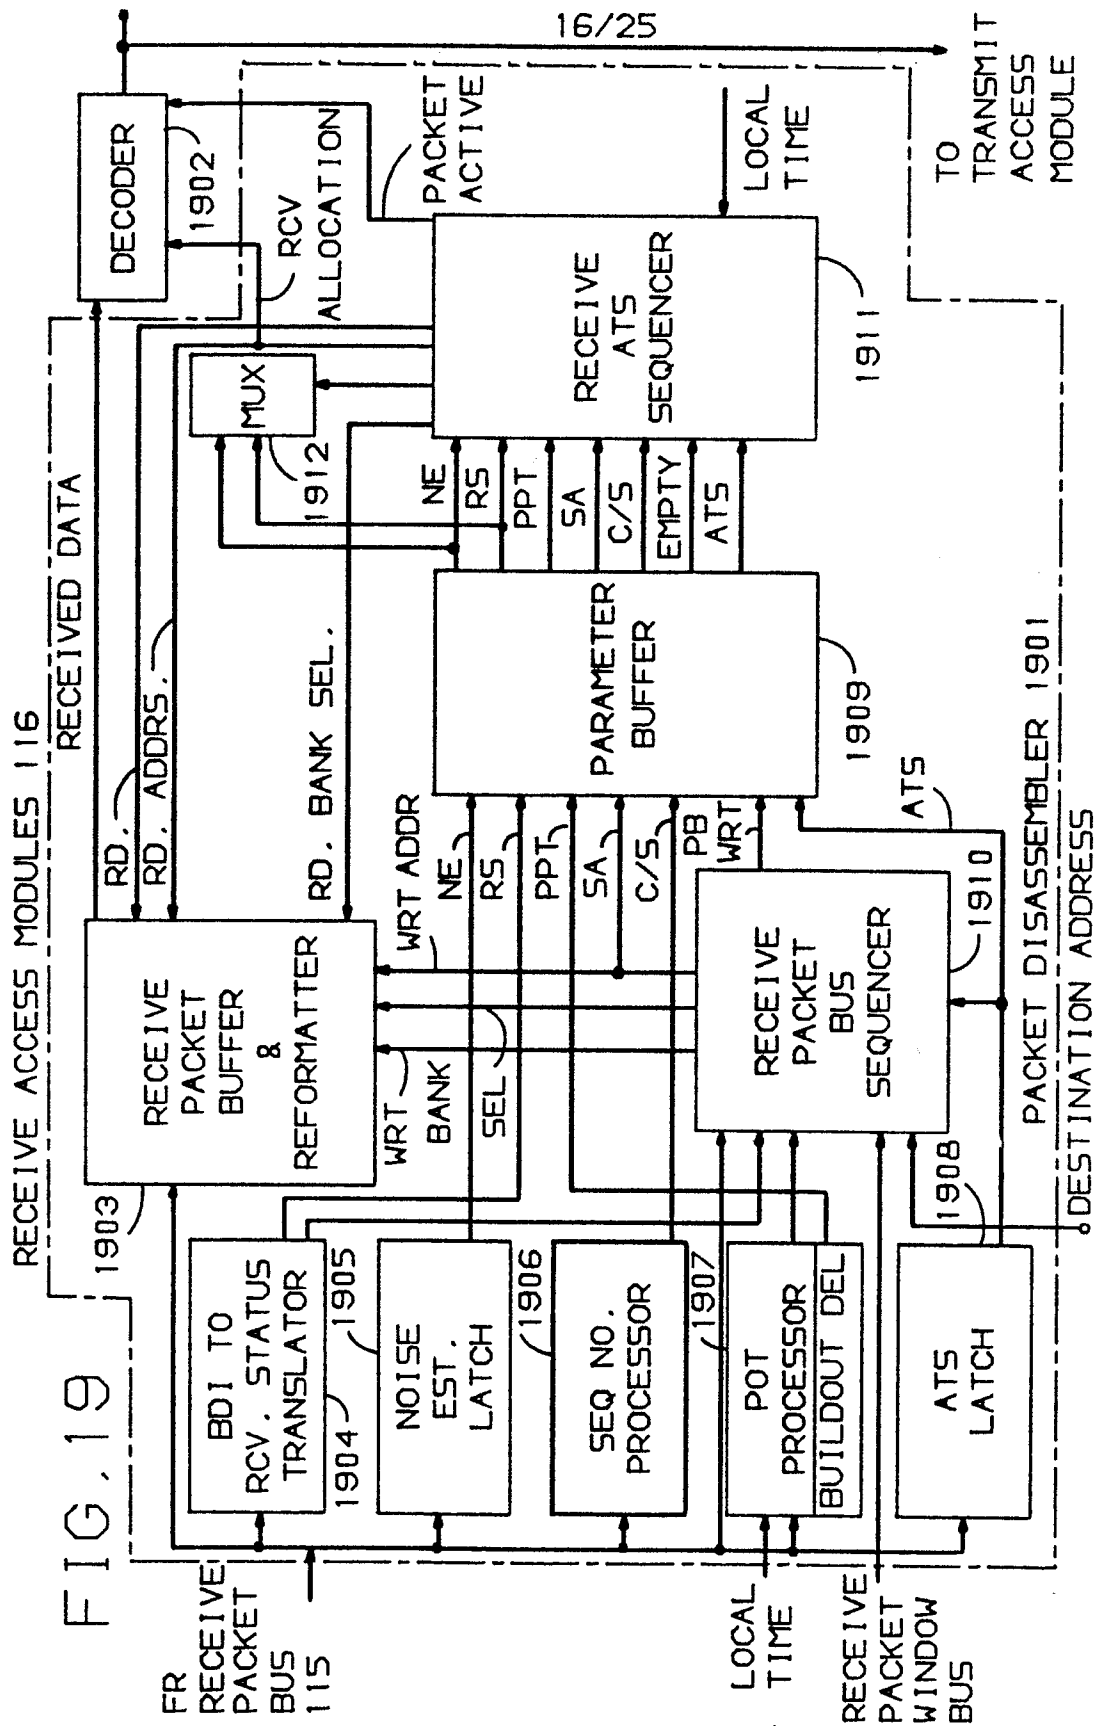 FIG. 19
RECEIVE ACCESS MODULES 116
RECEIVED DATA
RD.
RD. ADDRS.
RD. BANK SEL.
DECODER
1902
16/25
TO
TRANSMIT
ACCESS
MODULE
PACKET
ACTIVE
RCV
ALLOCATION
MUX
1912
LOCAL
TIME
RECEIVE
PACKET
BUFFER
&
REFORMATTER
1903
WRT ADDR
WRT
BANK
SEL
RECEIVE
ATS
SEQUENCER
1911
NE
RS
PPT
SA
C/S
EMPTY
ATS
PARAMETER
BUFFER
1909
NE
RS
PPT
SA
C/S
PB
WRT
ATS
RECEIVE
PACKET
BUS
SEQUENCER
1910
FR
RECEIVE
PACKET
BUS
115
BDI TO
RCV. STATUS
TRANSLATOR
1904
NOISE
EST.
LATCH
1905
SEQ NO.
PROCESSOR
1906
POT
PROCESSOR
BUILDOUT DEL
1907
ATS
LATCH
1908
LOCAL
TIME
RECEIVE
PACKET
WINDOW
BUS
PACKET DISASSEMBLER 1901
DESTINATION ADDRESS